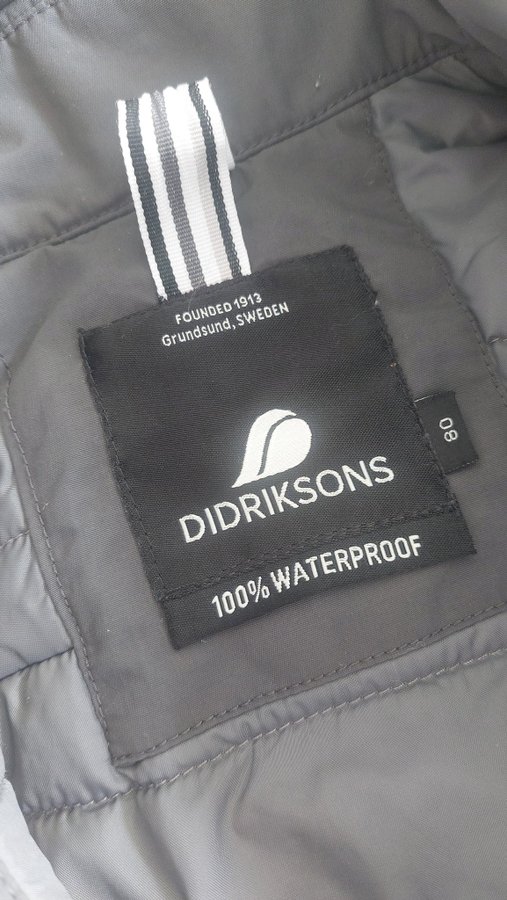 FOUNDED 1913
Grundsund, SWEDEN
DIDRIKSONS
100% WATERPROOF
80